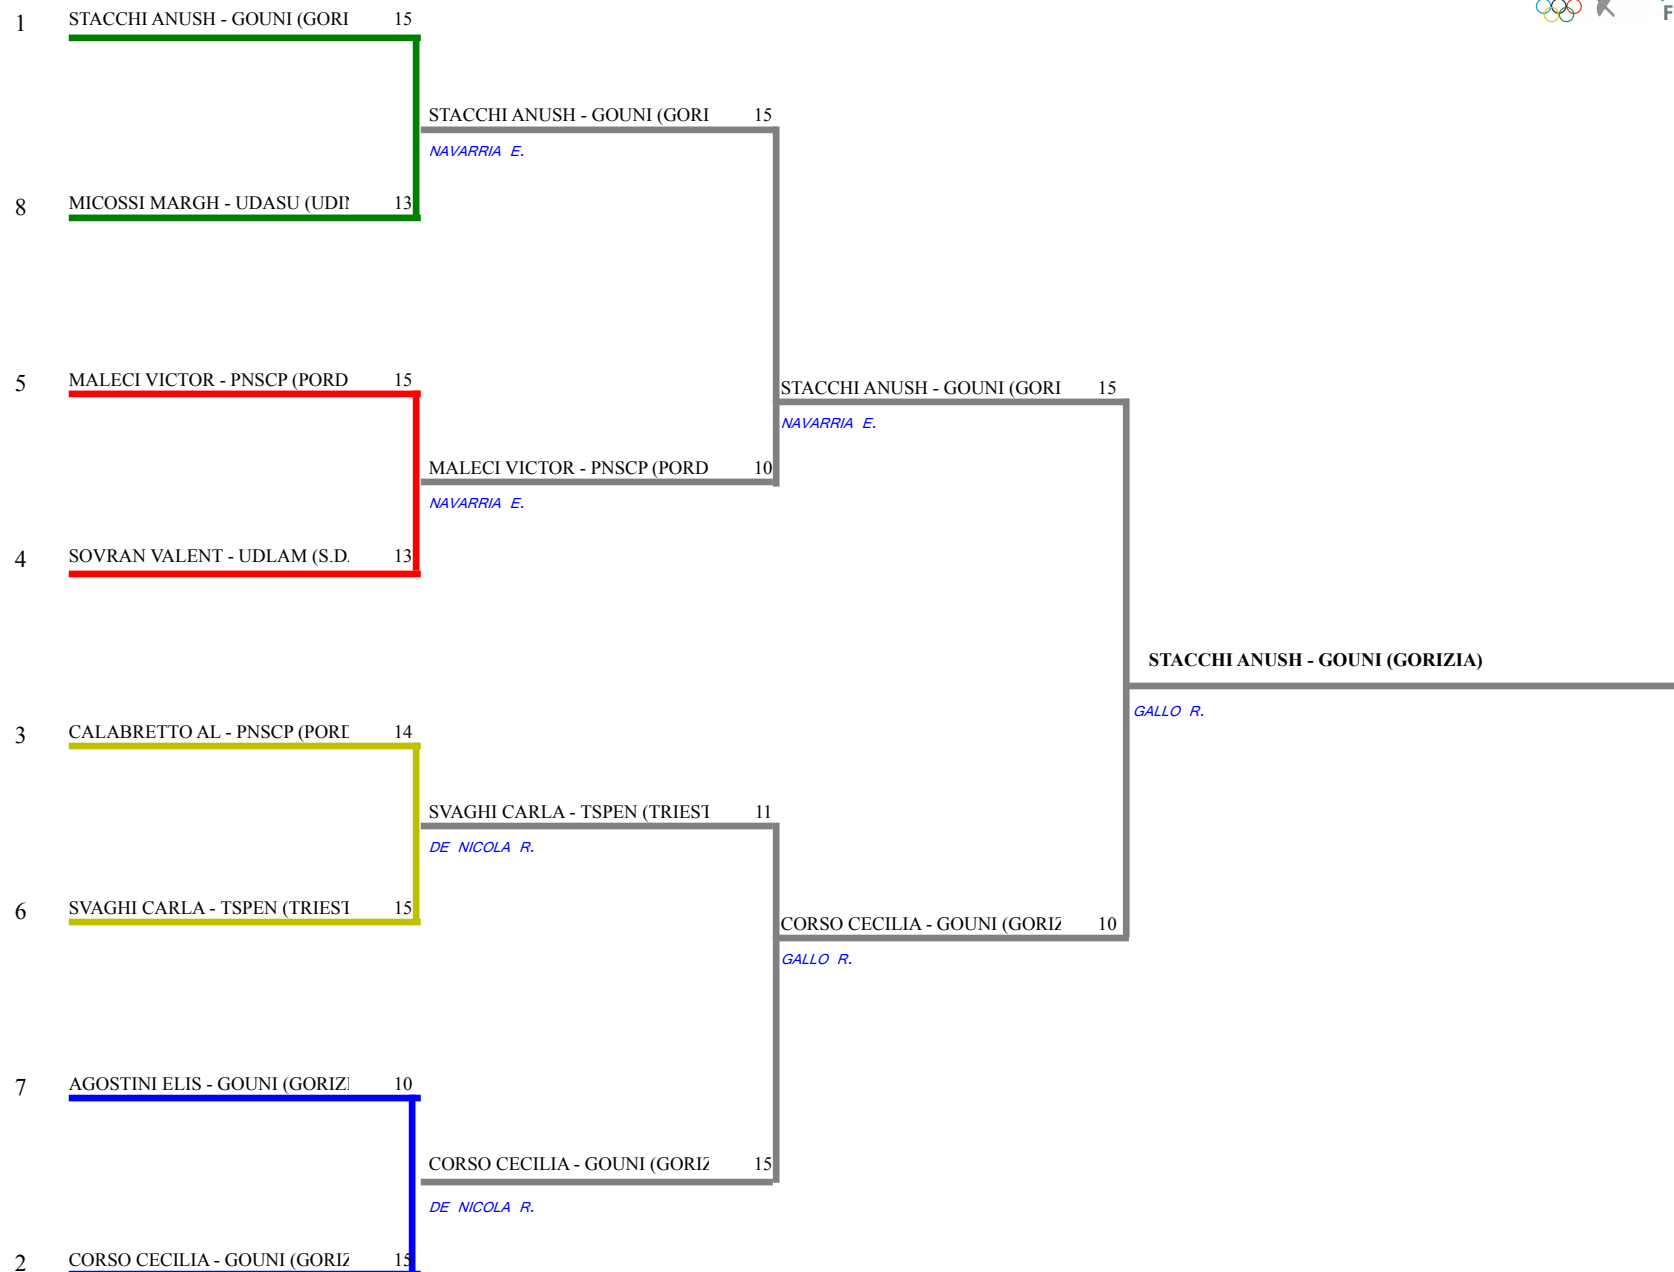 1 STACCHI ANUSH - GOUNI (GORI 15
STACCHI ANUSH - GOUNI (GORI 15
NAVARRIA E.
8 MICOSSI MARGH - UDASU (UDIN 13
5 MALECI VICTOR - PNSCP (PORD 15
STACCHI ANUSH - GOUNI (GORI 15
NAVARRIA E.
MALECI VICTOR - PNSCP (PORD 10
NAVARRIA E.
4 SOVRAN VALENT - UDLAM (S.D. 13
STACCHI ANUSH - GOUNI (GORIZIA)
GALLO R.
3 CALABRETTO AL - PNSCP (PORD 14
SVAGHI CARLA - TSPEN (TRIEST 11
DE NICOLA R.
6 SVAGHI CARLA - TSPEN (TRIEST 15
CORSO CECILIA - GOUNI (GORIZ 10
GALLO R.
7 AGOSTINI ELIS - GOUNI (GORIZI 10
CORSO CECILIA - GOUNI (GORIZ 15
DE NICOLA R.
2 CORSO CECILIA - GOUNI (GORIZ 15